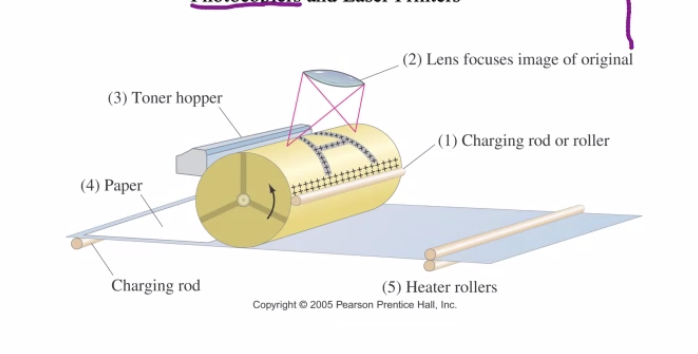 Photocopiers and Laser Printers
(2) Lens focuses image of original
(3) Toner hopper
(1) Charging rod or roller
(4) Paper
Charging rod
(5) Heater rollers
Copyright © 2005 Pearson Prentice Hall, Inc.